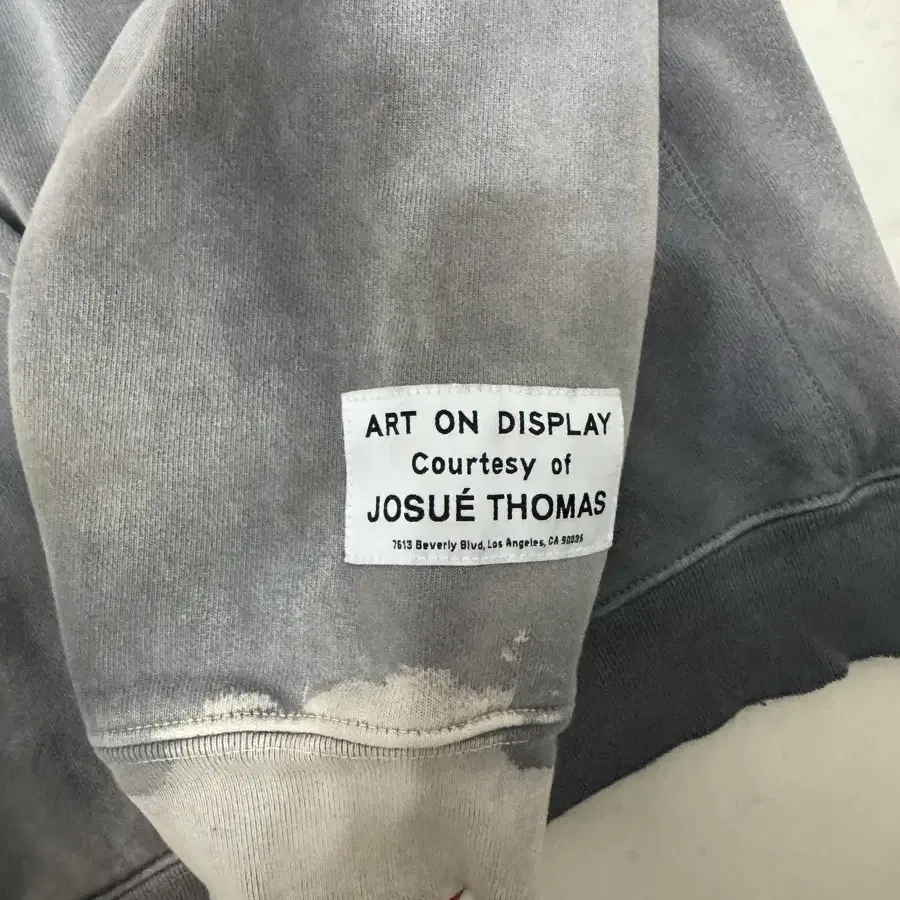 ART ON DISPLAY
Courtesy of
JOSUÉ THOMAS
7613 Beverly Blvd, Los Angeles, CA 90036